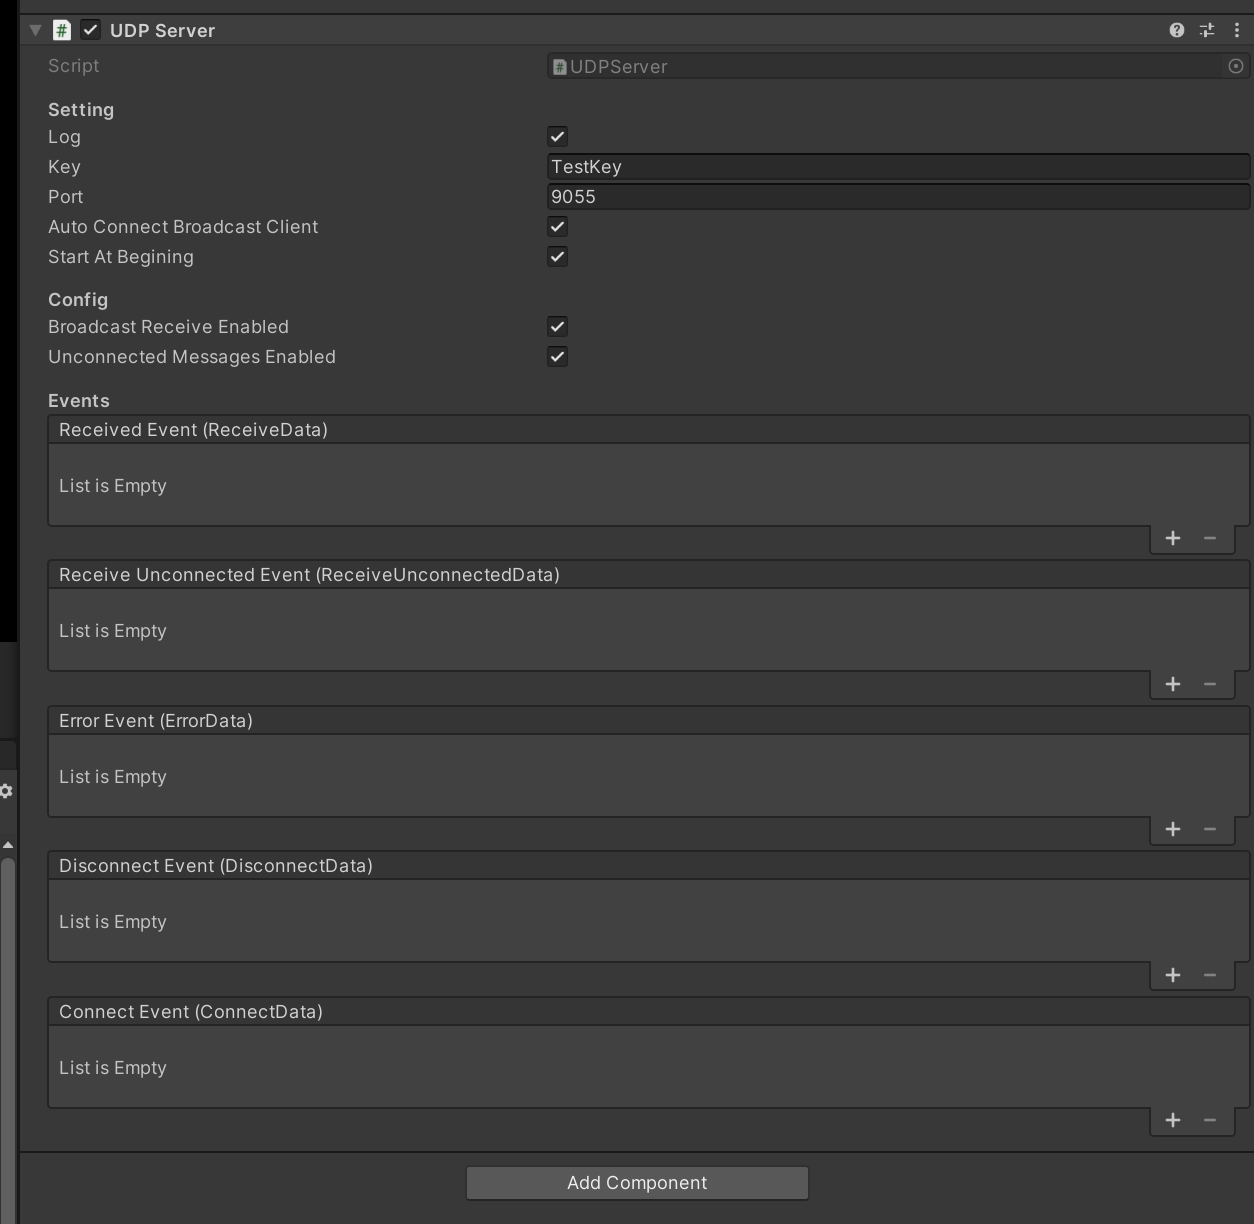 UDP Server
Script
UDPServer
Setting
Log
Key
TestKey
Port
9055
Auto Connect Broadcast Client
Start At Begining
Config
Broadcast Receive Enabled
Unconnected Messages Enabled
Events
Received Event (ReceiveData)
List is Empty
Receive Unconnected Event (ReceiveUnconnectedData)
List is Empty
Error Event (ErrorData)
List is Empty
Disconnect Event (DisconnectData)
List is Empty
Connect Event (ConnectData)
List is Empty
Add Component